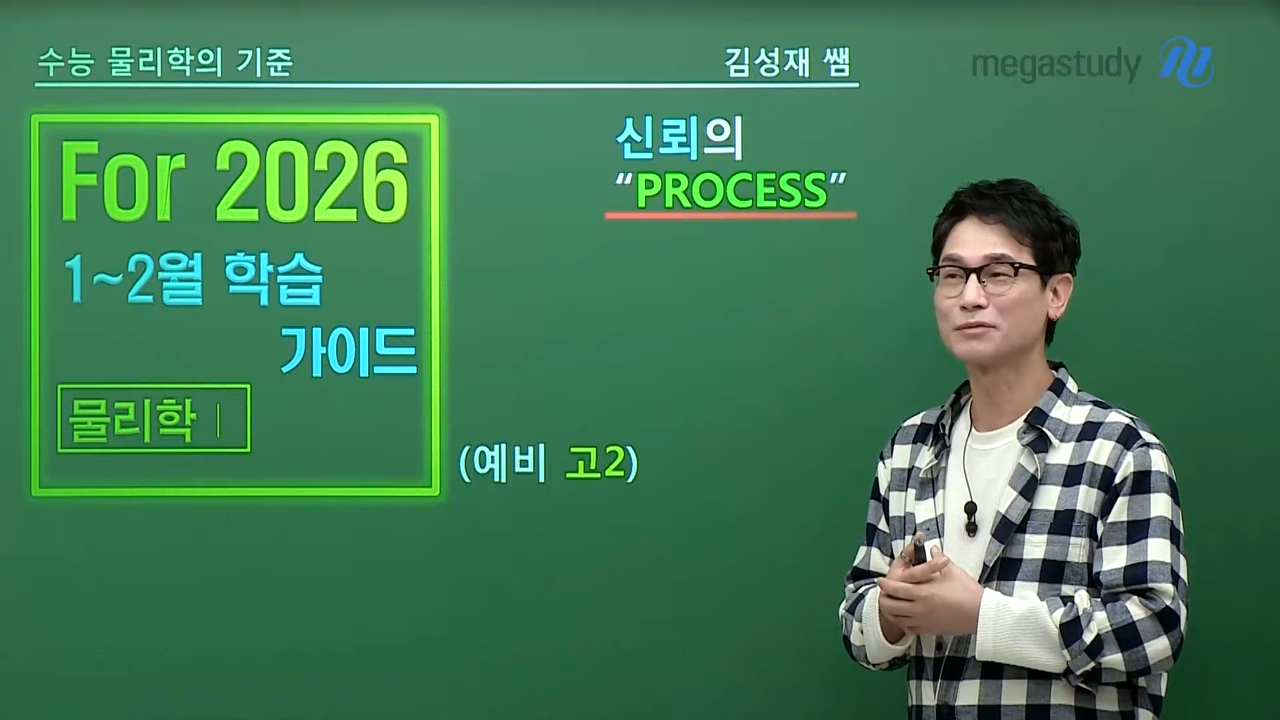 수능 물리학의 기준
김성재 쌤
megastudy
For 2026
1~2월 학습
가이드
물리학 I
(예비 고2)
신뢰의
“PROCESS”